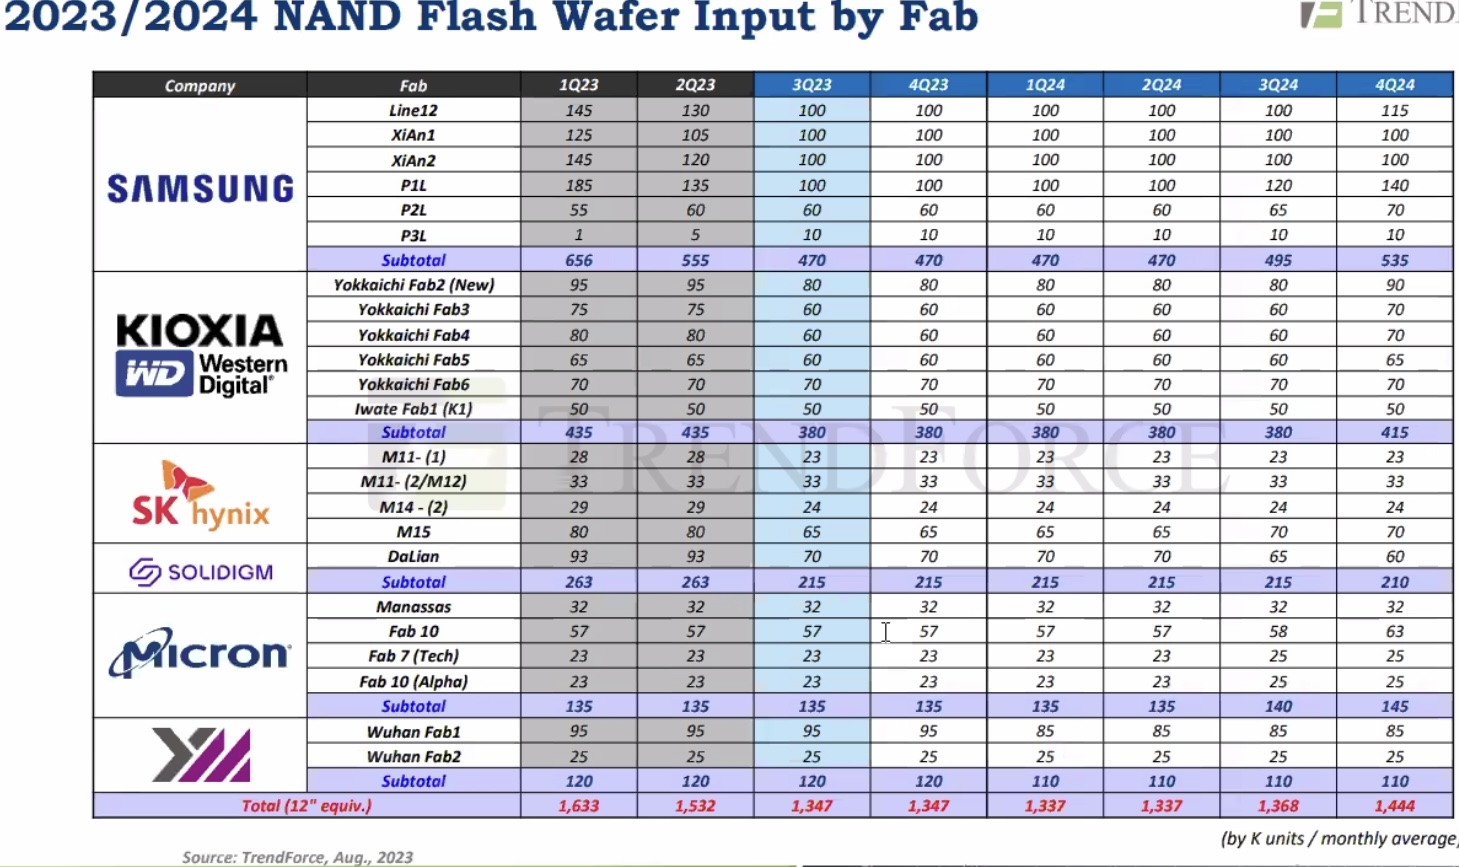 2023/2024 NAND Flash Wafer Input by Fab
TREND
Company Fab 1Q23 2Q23 3Q23 4Q23 1Q24 2Q24 3Q24 4Q24
SAMSUNG
Line12 145 130 100 100 100 100 100 115
XiAn1 125 105 100 100 100 100 100 100
XiAn2 145 120 100 100 100 100 100 100
P1L 185 135 100 100 100 100 120 140
P2L 55 60 60 60 60 60 65 70
P3L 1 5 10 10 10 10 10 10
Subtotal 656 555 470 470 470 470 495 535
KIOXIA
WD Western Digital
Yokkaichi Fab2 (New) 95 95 80 80 80 80 80 90
Yokkaichi Fab3 75 75 60 60 60 60 60 70
Yokkaichi Fab4 80 80 60 60 60 60 60 70
Yokkaichi Fab5 65 65 60 60 60 60 60 65
Yokkaichi Fab6 70 70 70 70 70 70 70 70
Iwate Fab1 (K1) 50 50 50 50 50 50 50 50
Subtotal 435 435 380 380 380 380 380 415
TRENDFORCE
SK hynix
M11- (1) 28 28 23 23 23 23 23 23
M11- (2/M12) 33 33 33 33 33 33 33 33
M14 - (2) 29 29 24 24 24 24 24 24
M15 80 80 65 65 65 65 70 70
SOLIDIGM
DaLian 93 93 70 70 70 70 65 60
Subtotal 263 263 215 215 215 215 215 210
Micron
Manassas 32 32 32 32 32 32 32 32
Fab 10 57 57 57 57 57 57 58 63
Fab 7 (Tech) 23 23 23 23 23 23 25 25
Fab 10 (Alpha) 23 23 23 23 23 23 25 25
Subtotal 135 135 135 135 135 135 140 145
Wuhan Fab1 95 95 95 95 85 85 85 85
Wuhan Fab2 25 25 25 25 25 25 25 25
Subtotal 120 120 120 120 110 110 110 110
Total (12" equiv.) 1,633 1,532 1,347 1,347 1,337 1,337 1,368 1,444
(by K units / monthly average
Source: TrendForce, Aug., 2023